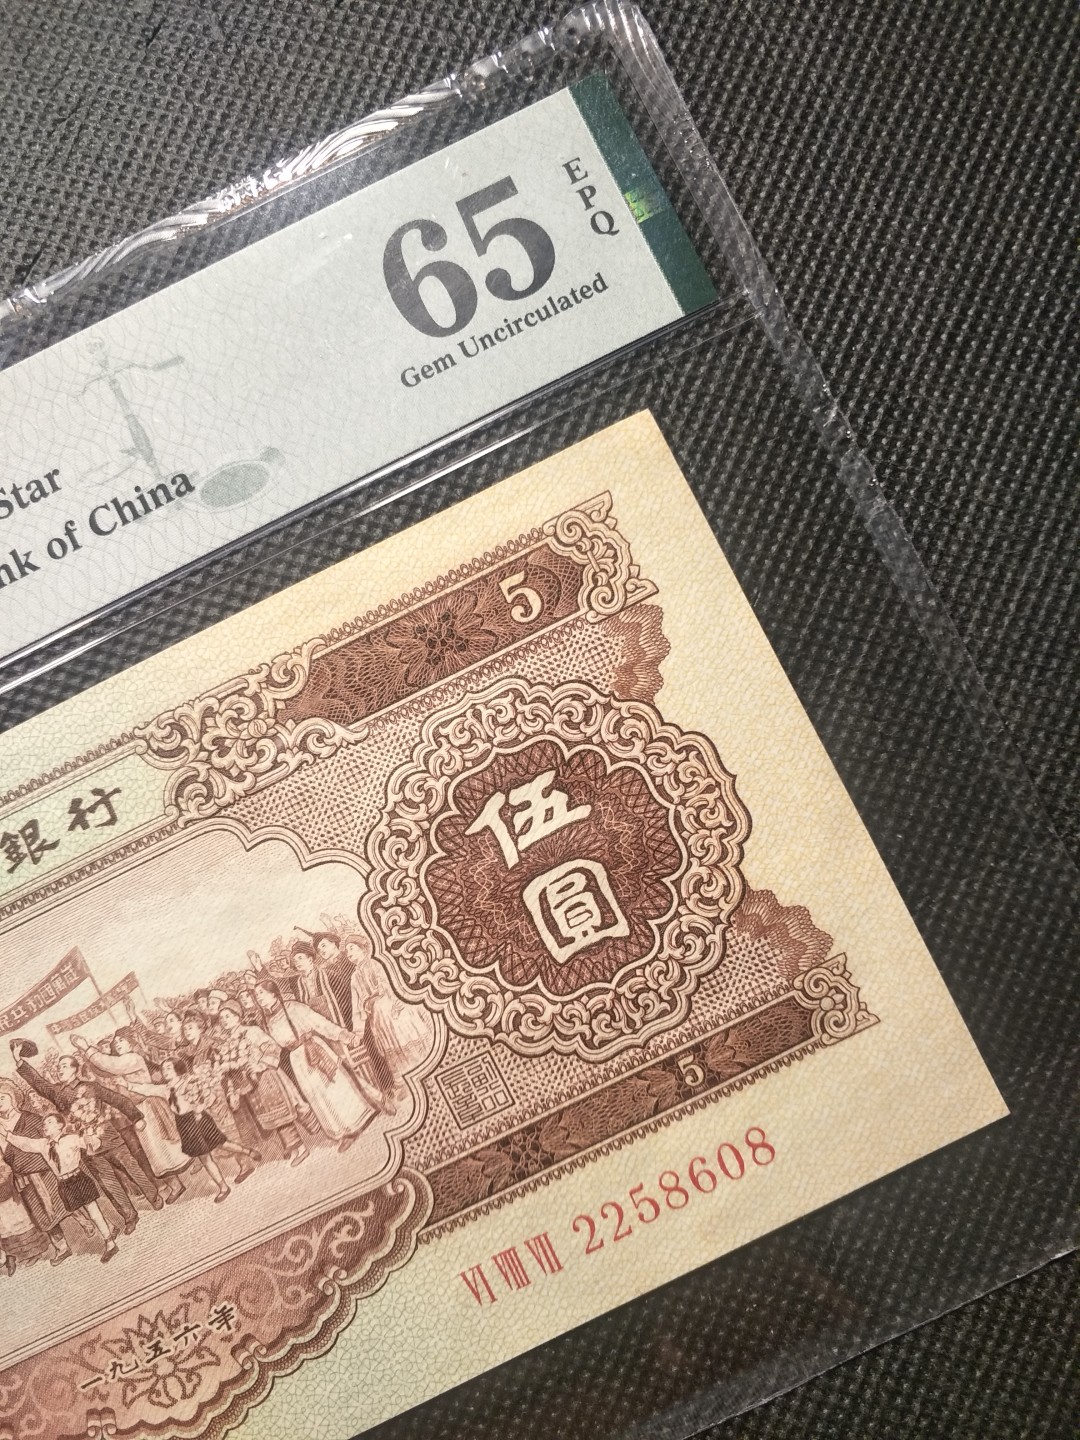 65
EPQ
Gem Uncirculated
Star
nk of China
5
銀行
伍
圓
5
VI VIII VII 2258608
一九五六年